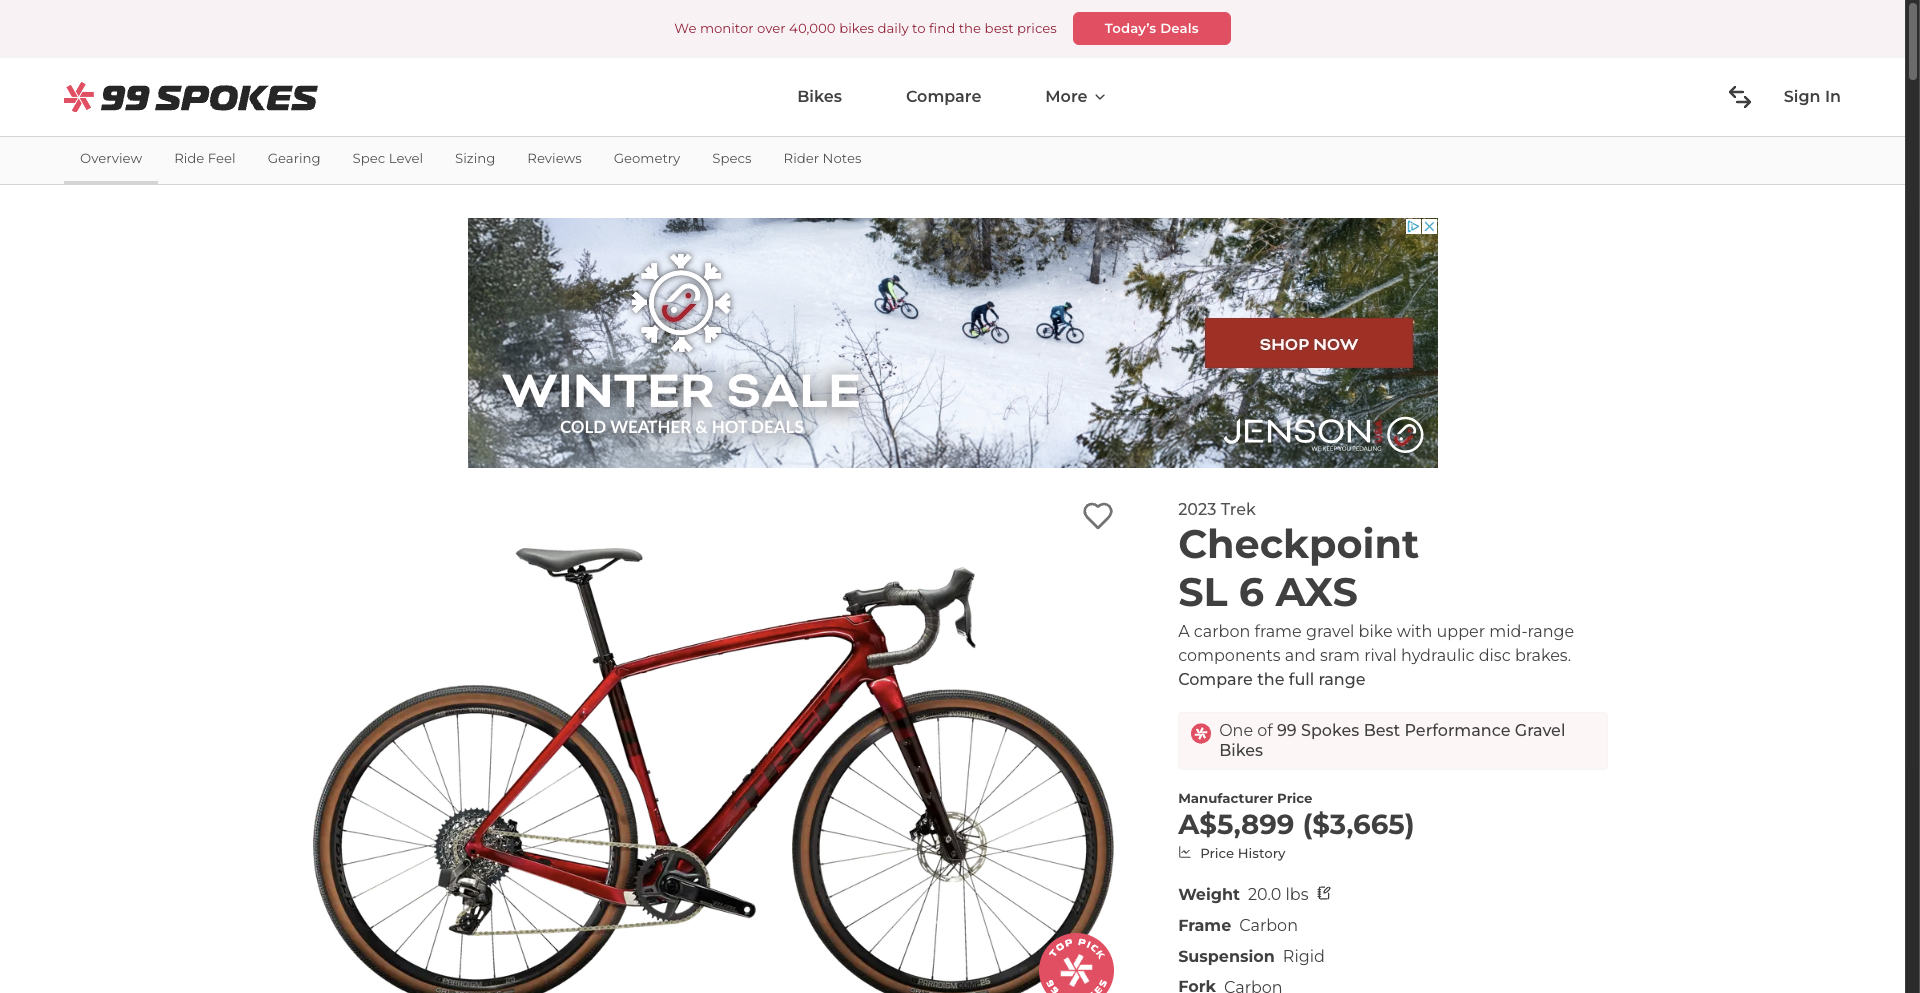 We monitor over 40,000 bikes daily to find the best prices
Today's Deals
99 SPOKES
Bikes
Compare
More
Sign In
Overview
Ride Feel
Gearing
Spec Level
Sizing
Reviews
Geometry
Specs
Rider Notes
WINTER SALE
COLD WEATHER & HOT DEALS
SHOP NOW
JENSON
WE KEEP YOU PEDALING
2023 Trek
Checkpoint
SL 6 AXS
A carbon frame gravel bike with upper mid-range
components and sram rival hydraulic disc brakes.
Compare the full range
One of 99 Spokes Best Performance Gravel
Bikes
Manufacturer Price
A$5,899 ($3,665)
Price History
Weight 20.0 lbs
Frame Carbon
Suspension Rigid
Fork Carbon
TREK
TOP PICK